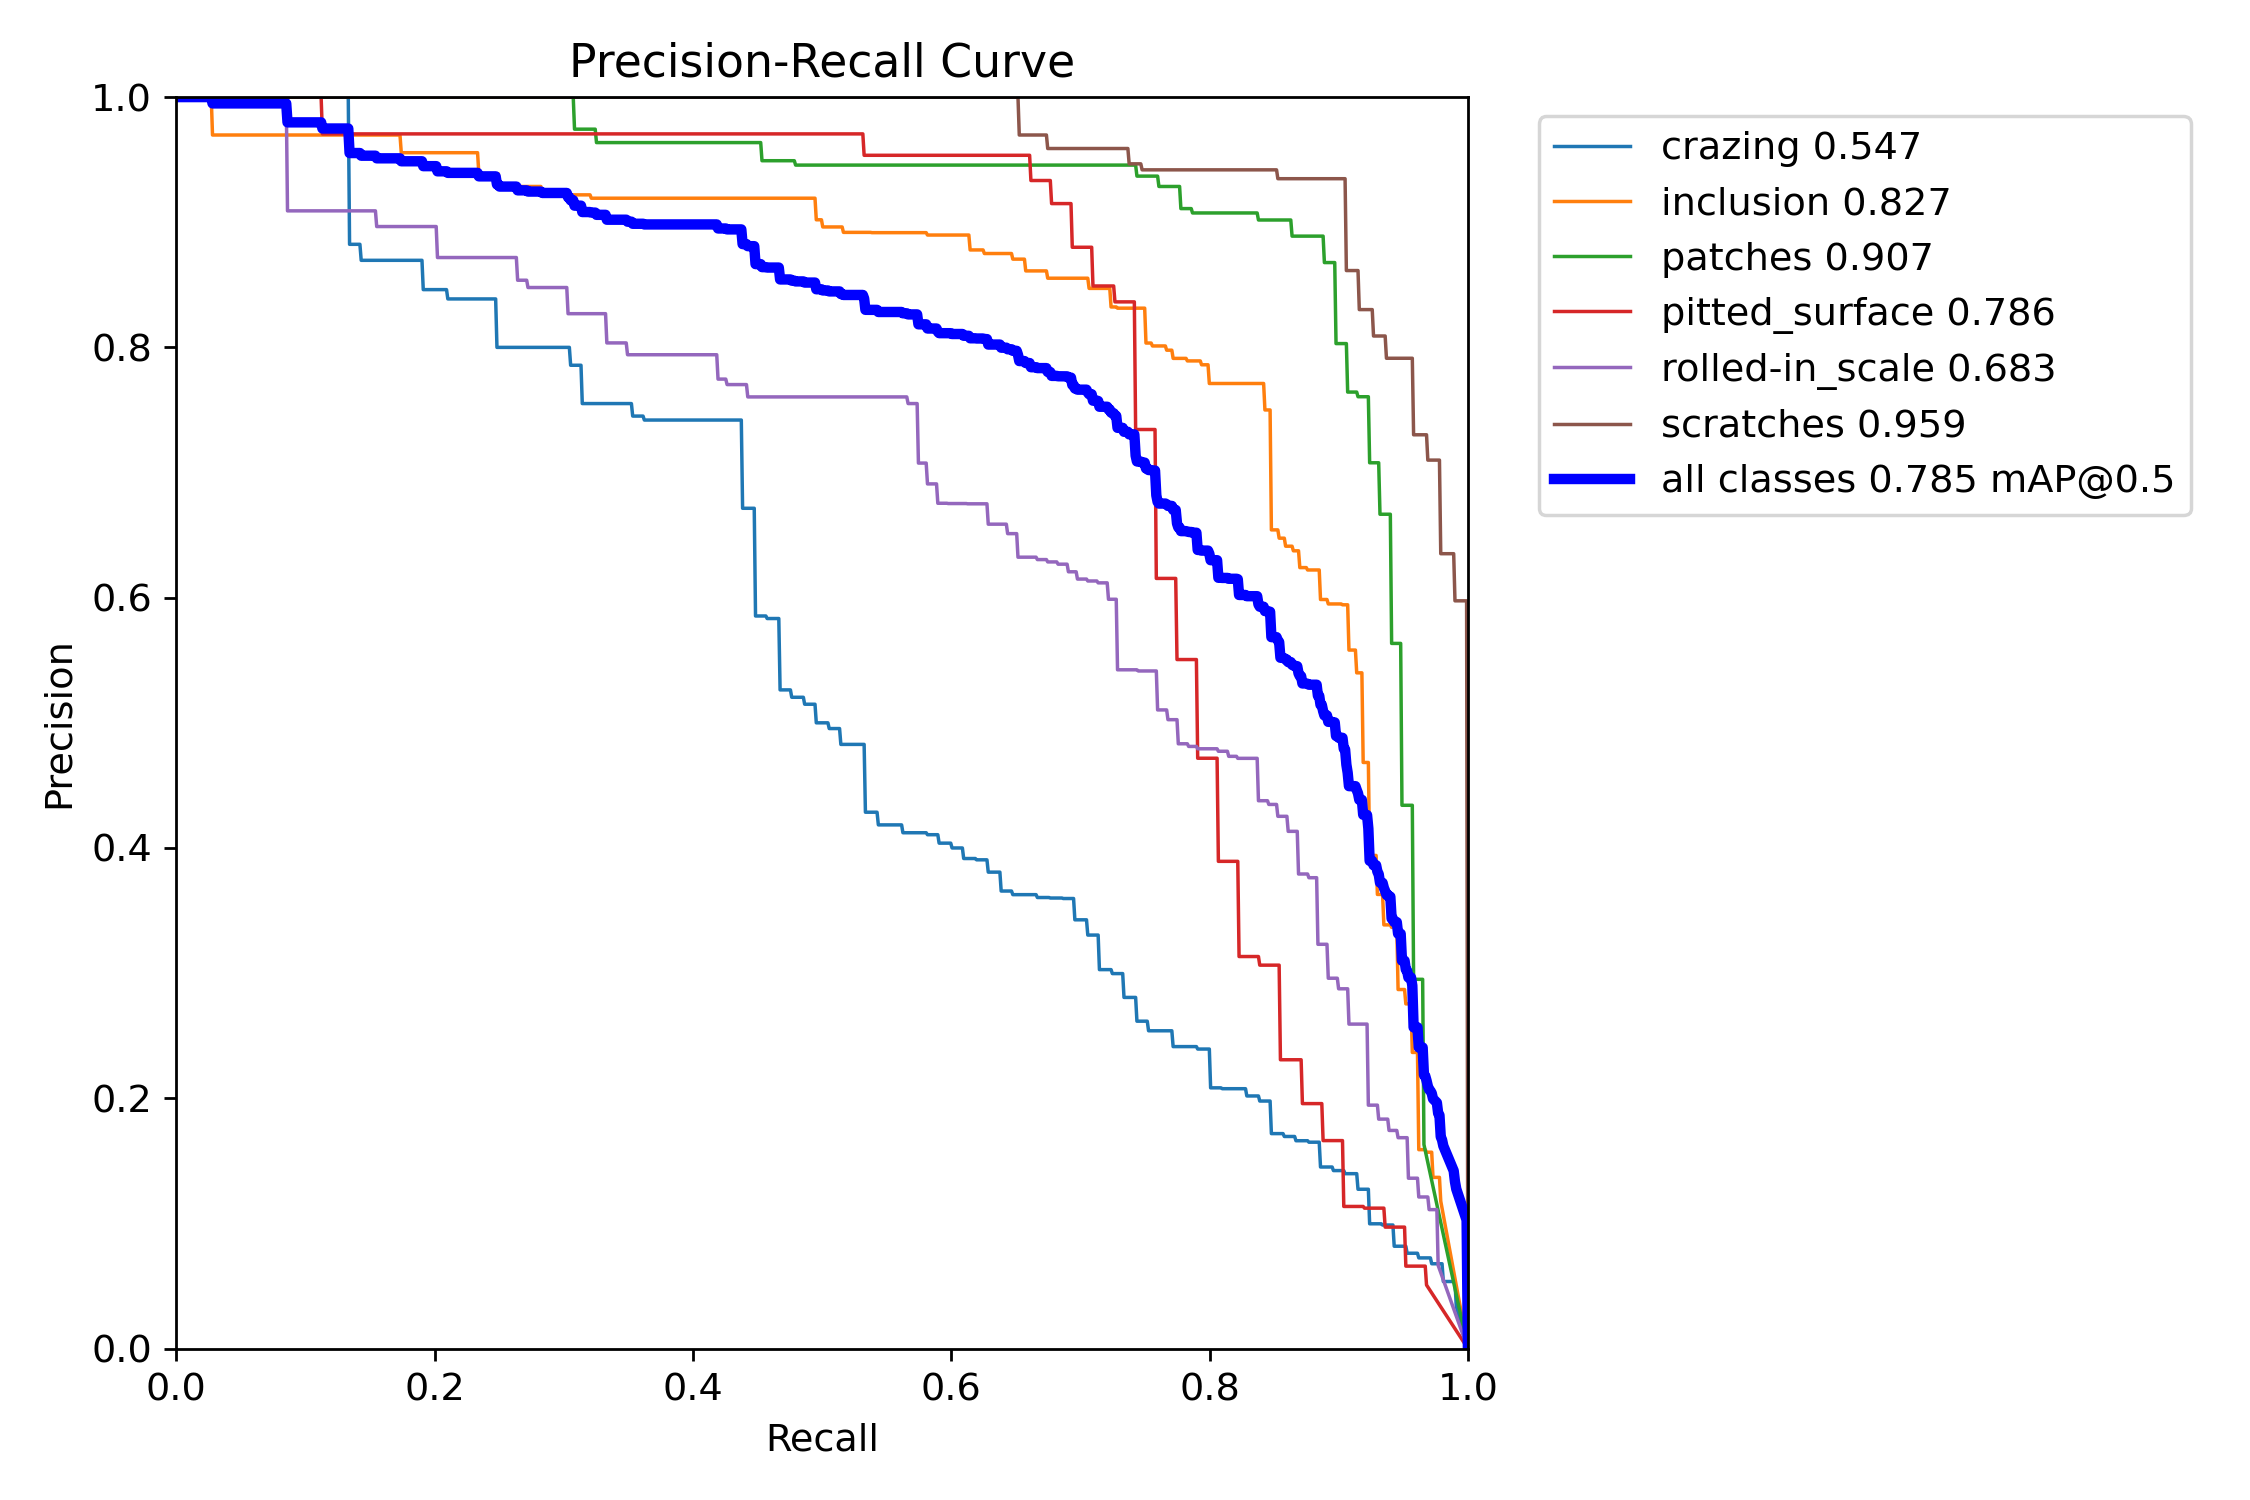 Precision-Recall Curve
1.0
0.8
0.6
0.4
0.2
0.0
Precision
0.0 0.2 0.4 0.6 0.8 1.0
Recall
crazing 0.547
inclusion 0.827
patches 0.907
pitted_surface 0.786
rolled-in_scale 0.683
scratches 0.959
all classes 0.785 mAP@0.5